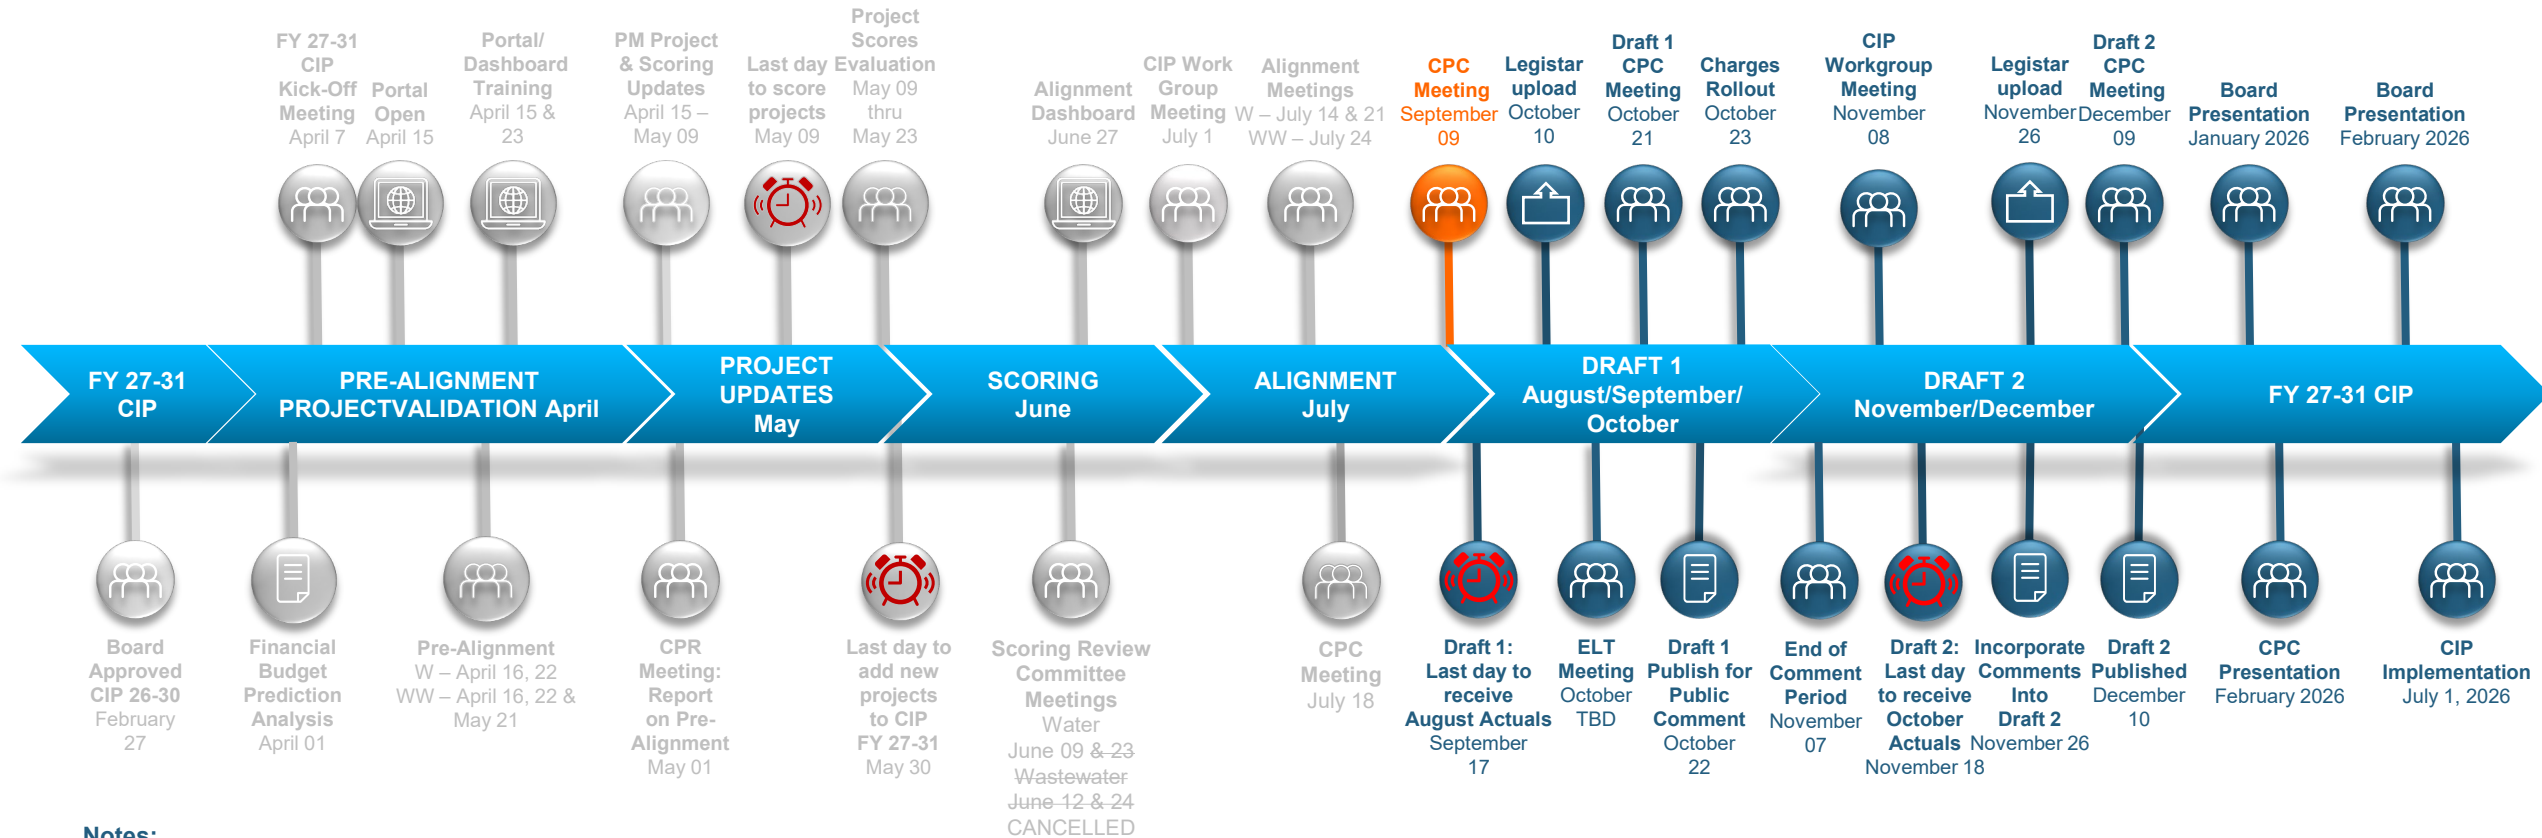 FY 27-31
CIP
Kick-Off
Meeting
April 7
Portal
Open
April 15
Portal/
Dashboard
Training
April 15 &
23
PM Project
& Scoring
Updates
April 15 –
May 09
Last day
to score
projects
May 09
Project
Scores
Evaluation
May 09
thru
May 23
Alignment
Dashboard
June 27
CIP Work
Group
Meeting
July 1
Alignment
Meetings
W – July 14 & 21
WW – July 24
CPC
Meeting
September
09
Legistar
upload
October
10
Draft 1
CPC
Meeting
October
21
Charges
Rollout
October
23
CIP
Workgroup
Meeting
November
08
Legistar
upload
November
26
Draft 2
CPC
Meeting
December
09
Board
Presentation
January 2026
Board
Presentation
February 2026
FY 27-31
CIP
PRE-ALIGNMENT
PROJECTVALIDATION April
PROJECT
UPDATES
May
SCORING
June
ALIGNMENT
July
DRAFT 1
August/September/
October
DRAFT 2
November/December
FY 27-31 CIP
Board
Approved
CIP 26-30
February
27
Financial
Budget
Prediction
Analysis
April 01
Pre-Alignment
W – April 16, 22
WW – April 16, 22 &
May 21
CPR
Meeting:
Report
on Pre-
Alignment
May 01
Last day to
add new
projects
to CIP
FY 27-31
May 30
Scoring Review
Committee
Meetings
Water
June 09 & 23
Wastewater
June 12 & 24
CANCELLED
CPC
Meeting
July 18
Draft 1:
Last day to
receive
August Actuals
September
17
ELT
Meeting
October
TBD
Draft 1
Publish for
Public
Comment
October
22
End of
Comment
Period
November
07
Draft 2:
Last day
to receive
October
Actuals
November 18
Incorporate
Comments
Into
Draft 2
November 26
Draft 2
Published
December
10
CPC
Presentation
February 2026
CIP
Implementation
July 1, 2026
Notes: